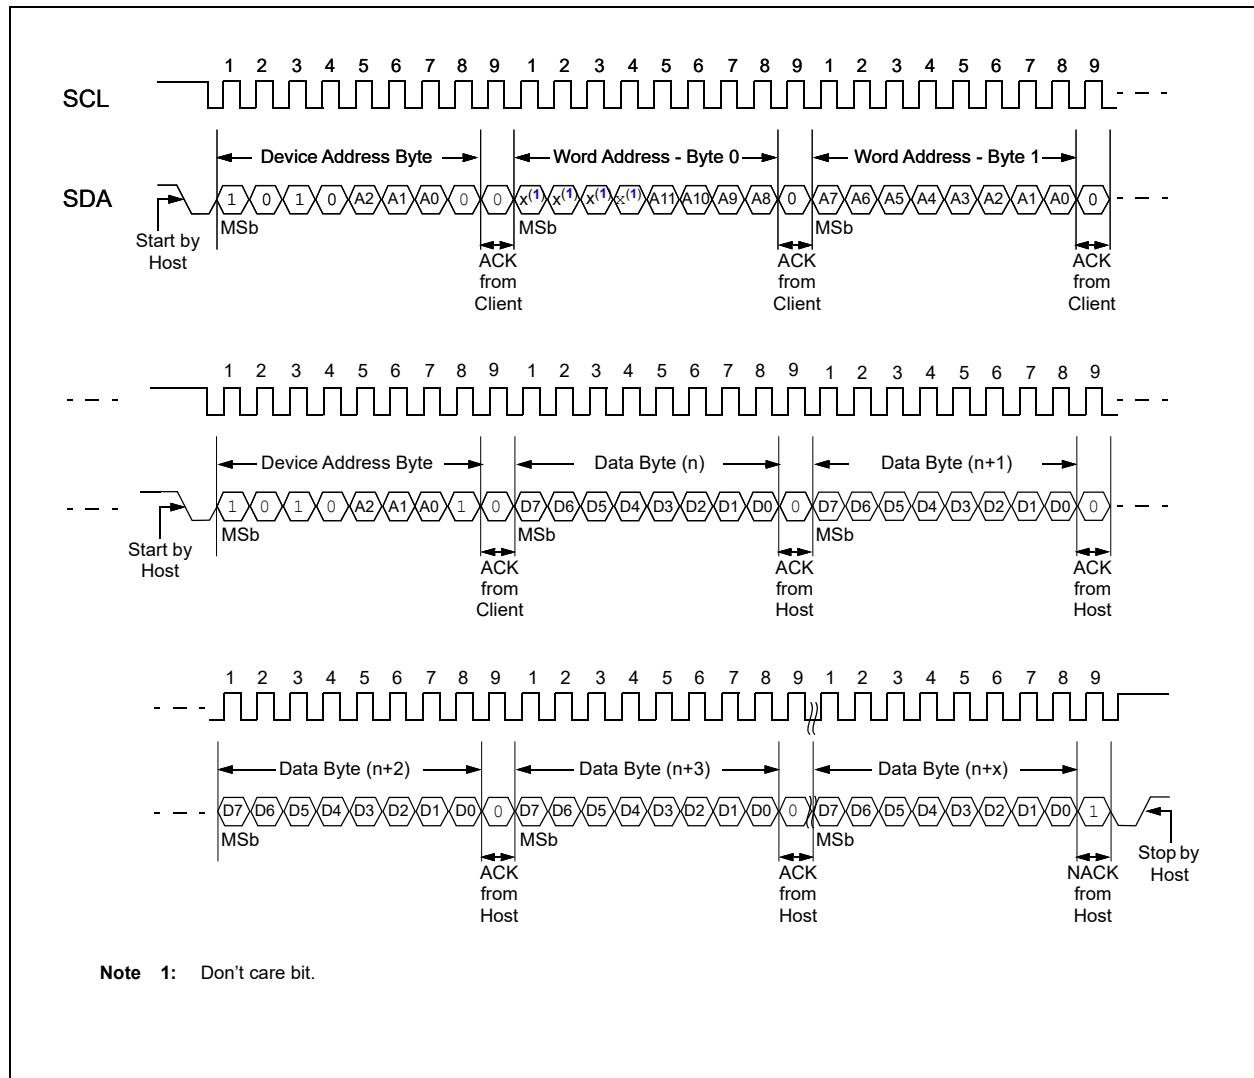 1 2 3 4 5 6 7 8 9 1 2 3 4 5 6 7 8 9 1 2 3 4 5 6 7 8 9
SCL
Device Address Byte Word Address - Byte 0 Word Address - Byte 1
SDA 1 0 1 0 A2 A1 A0 0 0 x(1) x(1) x(1) x(1) A11 A10 A9 A8 0 A7 A6 A5 A4 A3 A2 A1 A0 0
MSb MSb MSb
Start by
Host
ACK
from
Client
ACK
from
Client
ACK
from
Client
1 2 3 4 5 6 7 8 9 1 2 3 4 5 6 7 8 9 1 2 3 4 5 6 7 8 9
Device Address Byte Data Byte (n) Data Byte (n+1)
1 0 1 0 A2 A1 A0 1 0 D7 D6 D5 D4 D3 D2 D1 D0 0 D7 D6 D5 D4 D3 D2 D1 D0 0
MSb MSb MSb
Start by
Host
ACK
from
Client
ACK
from
Host
ACK
from
Host
1 2 3 4 5 6 7 8 9 1 2 3 4 5 6 7 8 9 1 2 3 4 5 6 7 8 9
Data Byte (n+2) Data Byte (n+3) Data Byte (n+x)
D7 D6 D5 D4 D3 D2 D1 D0 0 D7 D6 D5 D4 D3 D2 D1 D0 0 D7 D6 D5 D4 D3 D2 D1 D0 1
MSb MSb MSb
ACK
from
Host
ACK
from
Host
NACK
from
Host
Stop by
Host
Note 1: Don't care bit.